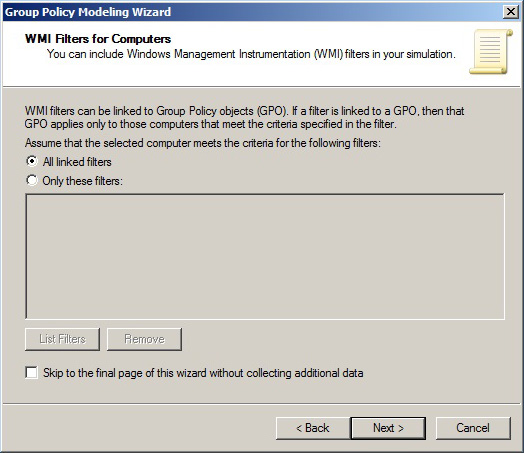 Group Policy Modeling Wizard
WMI Filters for Computers
You can include Windows Management Instrumentation (WMI) filters in your simulation.
WMI filters can be linked to Group Policy objects (GPO). If a filter is linked to a GPO, then that
GPO applies only to those computers that meet the criteria specified in the filter.
Assume that the selected computer meets the criteria for the following filters:
All linked filters
Only these filters:
List Filters Remove
Skip to the final page of this wizard without collecting additional data
< Back Next > Cancel